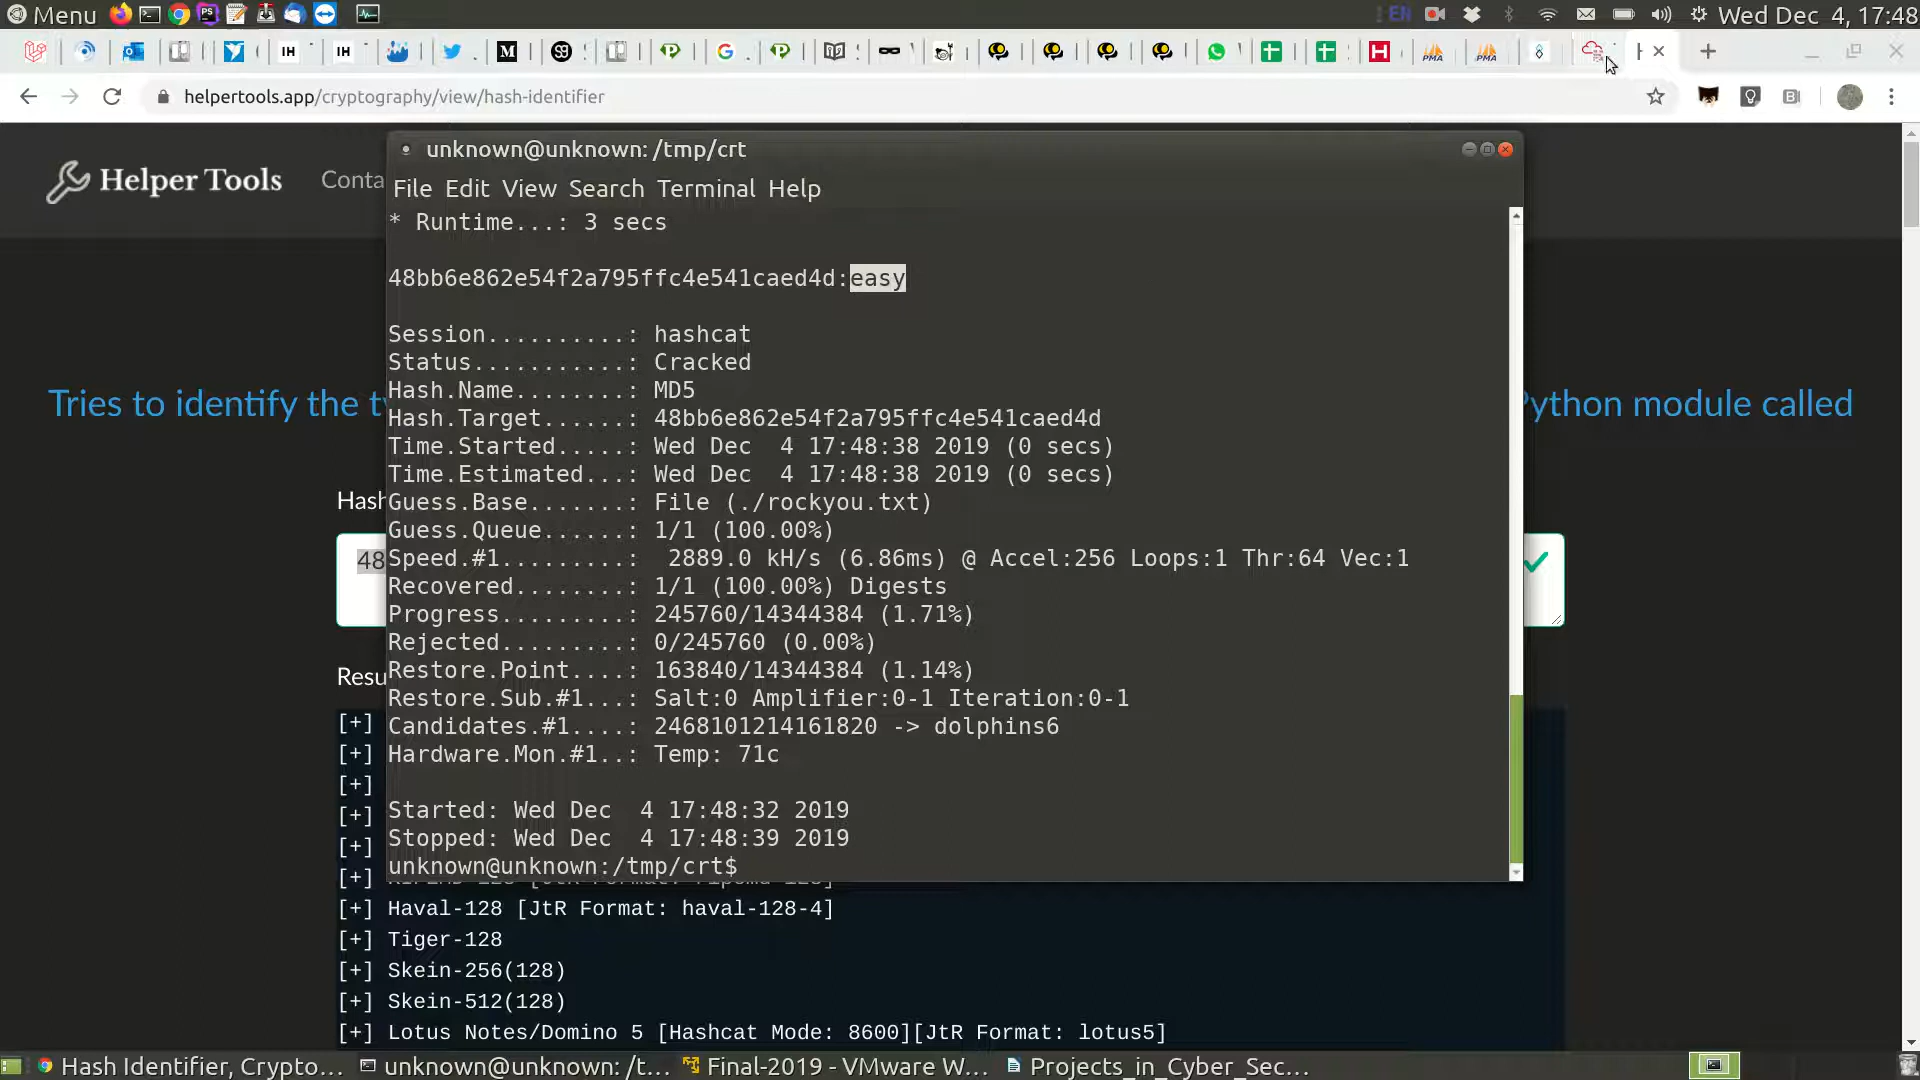 Menu
EN
Wed Dec 4, 17:48
helpertools.app/cryptography/view/hash-identifier
Helper Tools
Conta
unknown@unknown: /tmp/crt
File Edit View Search Terminal Help
* Runtime...: 3 secs
48bb6e862e54f2a795ffc4e541caed4d:easy
Session..........: hashcat
Status...........: Cracked
Hash.Name........: MD5
Hash.Target......: 48bb6e862e54f2a795ffc4e541caed4d
Time.Started.....: Wed Dec  4 17:48:38 2019 (0 secs)
Time.Estimated...: Wed Dec  4 17:48:38 2019 (0 secs)
Guess.Base.......: File (./rockyou.txt)
Guess.Queue......: 1/1 (100.00%)
Speed.#1.........:  2889.0 kH/s (6.86ms) @ Accel:256 Loops:1 Thr:64 Vec:1
Recovered........: 1/1 (100.00%) Digests
Progress.........: 245760/14344384 (1.71%)
Rejected.........: 0/245760 (0.00%)
Restore.Point....: 163840/14344384 (1.14%)
Restore.Sub.#1...: Salt:0 Amplifier:0-1 Iteration:0-1
Candidates.#1....: 2468101214161820 -> dolphins6
Hardware.Mon.#1..: Temp: 71c
Started: Wed Dec  4 17:48:32 2019
Stopped: Wed Dec  4 17:48:39 2019
unknown@unknown:/tmp/crt$
Tries to identify the ty
Python module called
Hash
48
Resu
[+]
[+]
[+]
[+]
[+]
[+]
[+] Haval-128 [JtR Format: haval-128-4]
[+] Tiger-128
[+] Skein-256(128)
[+] Skein-512(128)
[+] Lotus Notes/Domino 5 [Hashcat Mode: 8600][JtR Format: lotus5]
Hash Identifier, Crypto...
unknown@unknown: /t...
Final-2019 - VMware W...
Projects_in_Cyber_Sec...